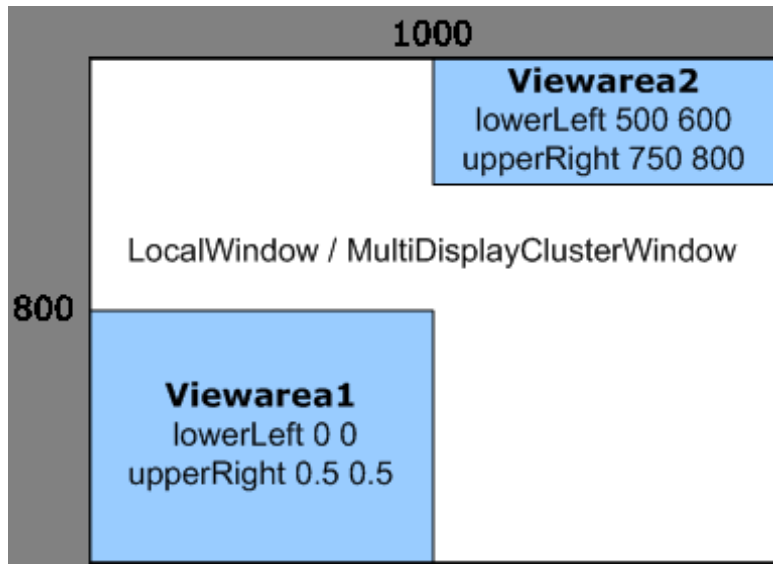 1000
Viewarea2
lowerLeft 500 600
upperRight 750 800
LocalWindow / MultiDisplayClusterWindow
800
Viewarea1
lowerLeft 0 0
upperRight 0.5 0.5